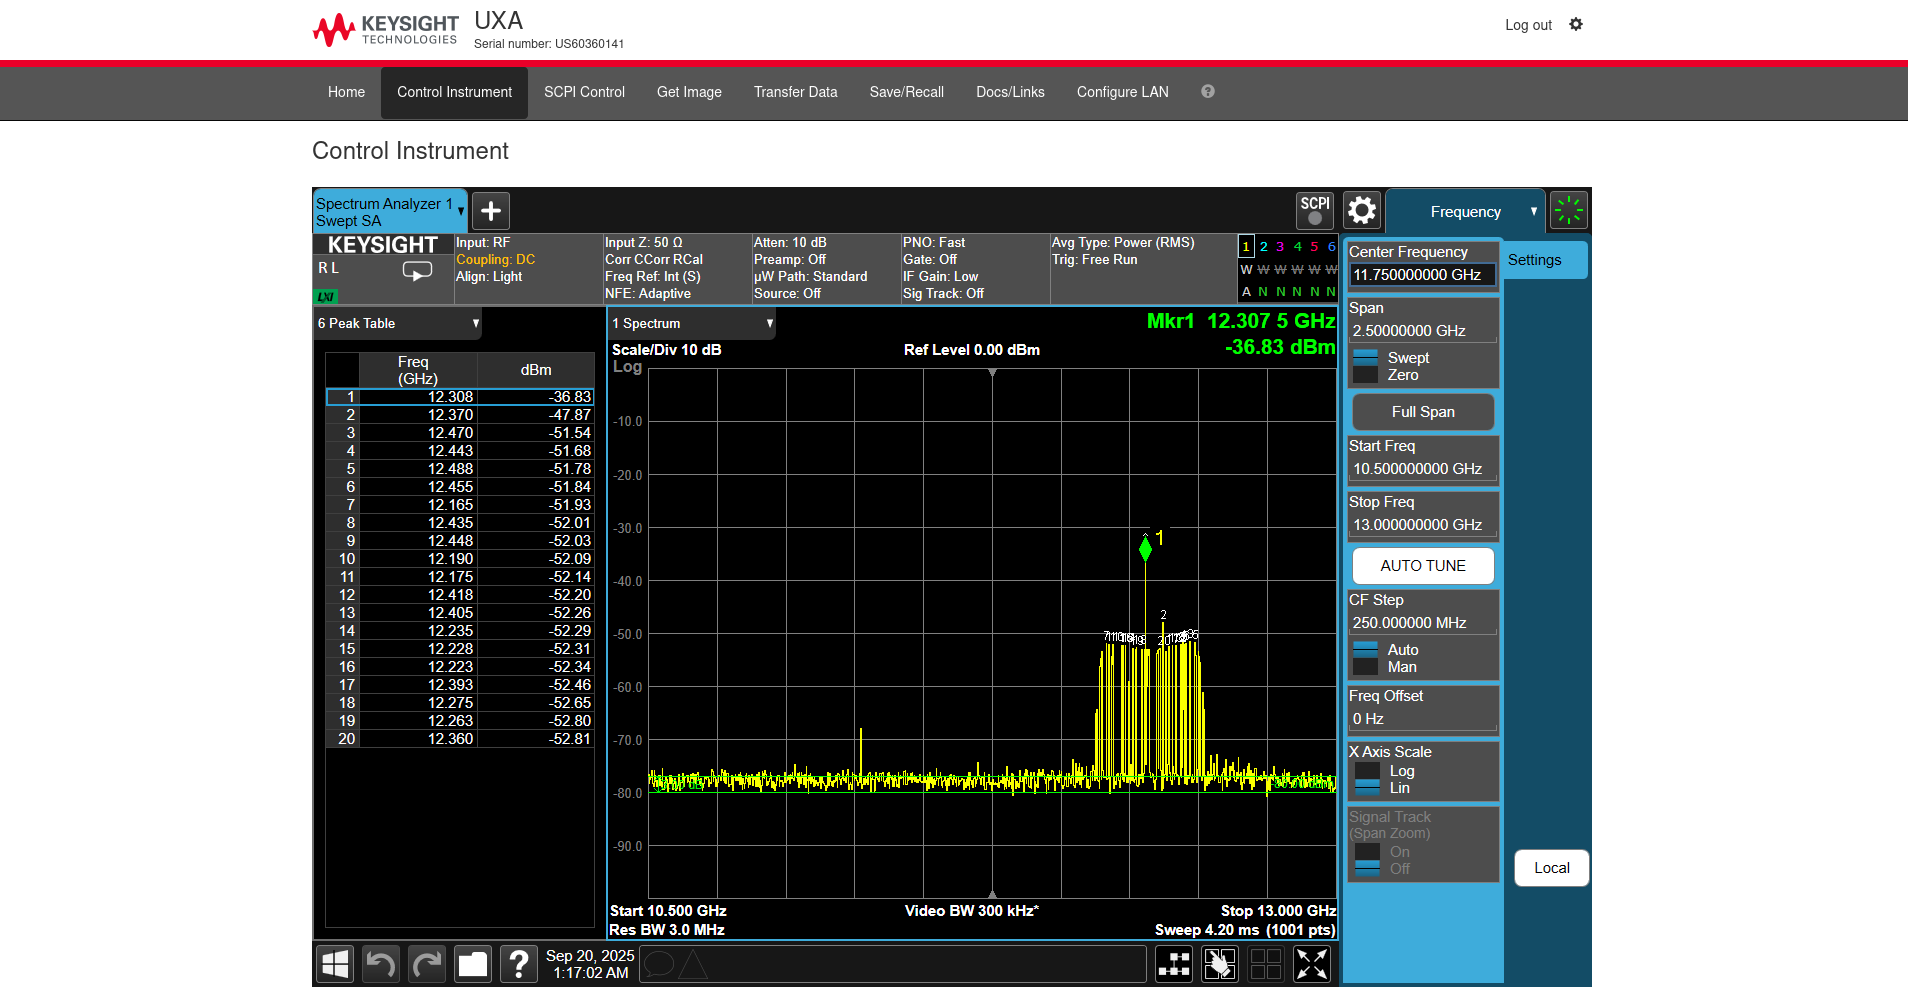 KEYSIGHT
TECHNOLOGIES
UXA
Serial number: US60360141
Log out
Home
Control Instrument
SCPI Control
Get Image
Transfer Data
Save/Recall
Docs/Links
Configure LAN
?
Control Instrument
Spectrum Analyzer 1
Swept SA
SCPI
Frequency
KEYSIGHT
R L
LXI
Input: RF
Coupling: DC
Align: Light
Input Z: 50 Ω
Corr CCorr RCal
Freq Ref: Int (S)
NFE: Adaptive
Atten: 10 dB
Preamp: Off
µW Path: Standard
Source: Off
PNO: Fast
Gate: Off
IF Gain: Low
Sig Track: Off
Avg Type: Power (RMS)
Trig: Free Run
1 2 3 4 5 6
W W W W W W
A N N N N N
6 Peak Table
Freq (GHz) dBm
1 12.308 -36.83
2 12.370 -47.87
3 12.470 -51.54
4 12.443 -51.68
5 12.488 -51.78
6 12.455 -51.84
7 12.165 -51.93
8 12.435 -52.01
9 12.448 -52.03
10 12.190 -52.09
11 12.175 -52.14
12 12.418 -52.20
13 12.405 -52.26
14 12.235 -52.29
15 12.228 -52.31
16 12.223 -52.34
17 12.393 -52.46
18 12.275 -52.65
19 12.263 -52.80
20 12.360 -52.81
1 Spectrum
Mkr1 12.307 5 GHz
-36.83 dBm
Scale/Div 10 dB
Ref Level 0.00 dBm
Log
-10.0
-20.0
-30.0
-40.0
-50.0
-60.0
-70.0
-80.0
-90.0
1
2
Start 10.500 GHz
Video BW 300 kHz*
Stop 13.000 GHz
Res BW 3.0 MHz
Sweep 4.20 ms (1001 pts)
Center Frequency
11.750000000 GHz
Settings
Span
2.50000000 GHz
Swept
Zero
Full Span
Start Freq
10.500000000 GHz
Stop Freq
13.000000000 GHz
AUTO TUNE
CF Step
250.000000 MHz
Auto
Man
Freq Offset
0 Hz
X Axis Scale
Log
Lin
Signal Track
(Span Zoom)
On
Off
Local
?
Sep 20, 2025
1:17:02 AM